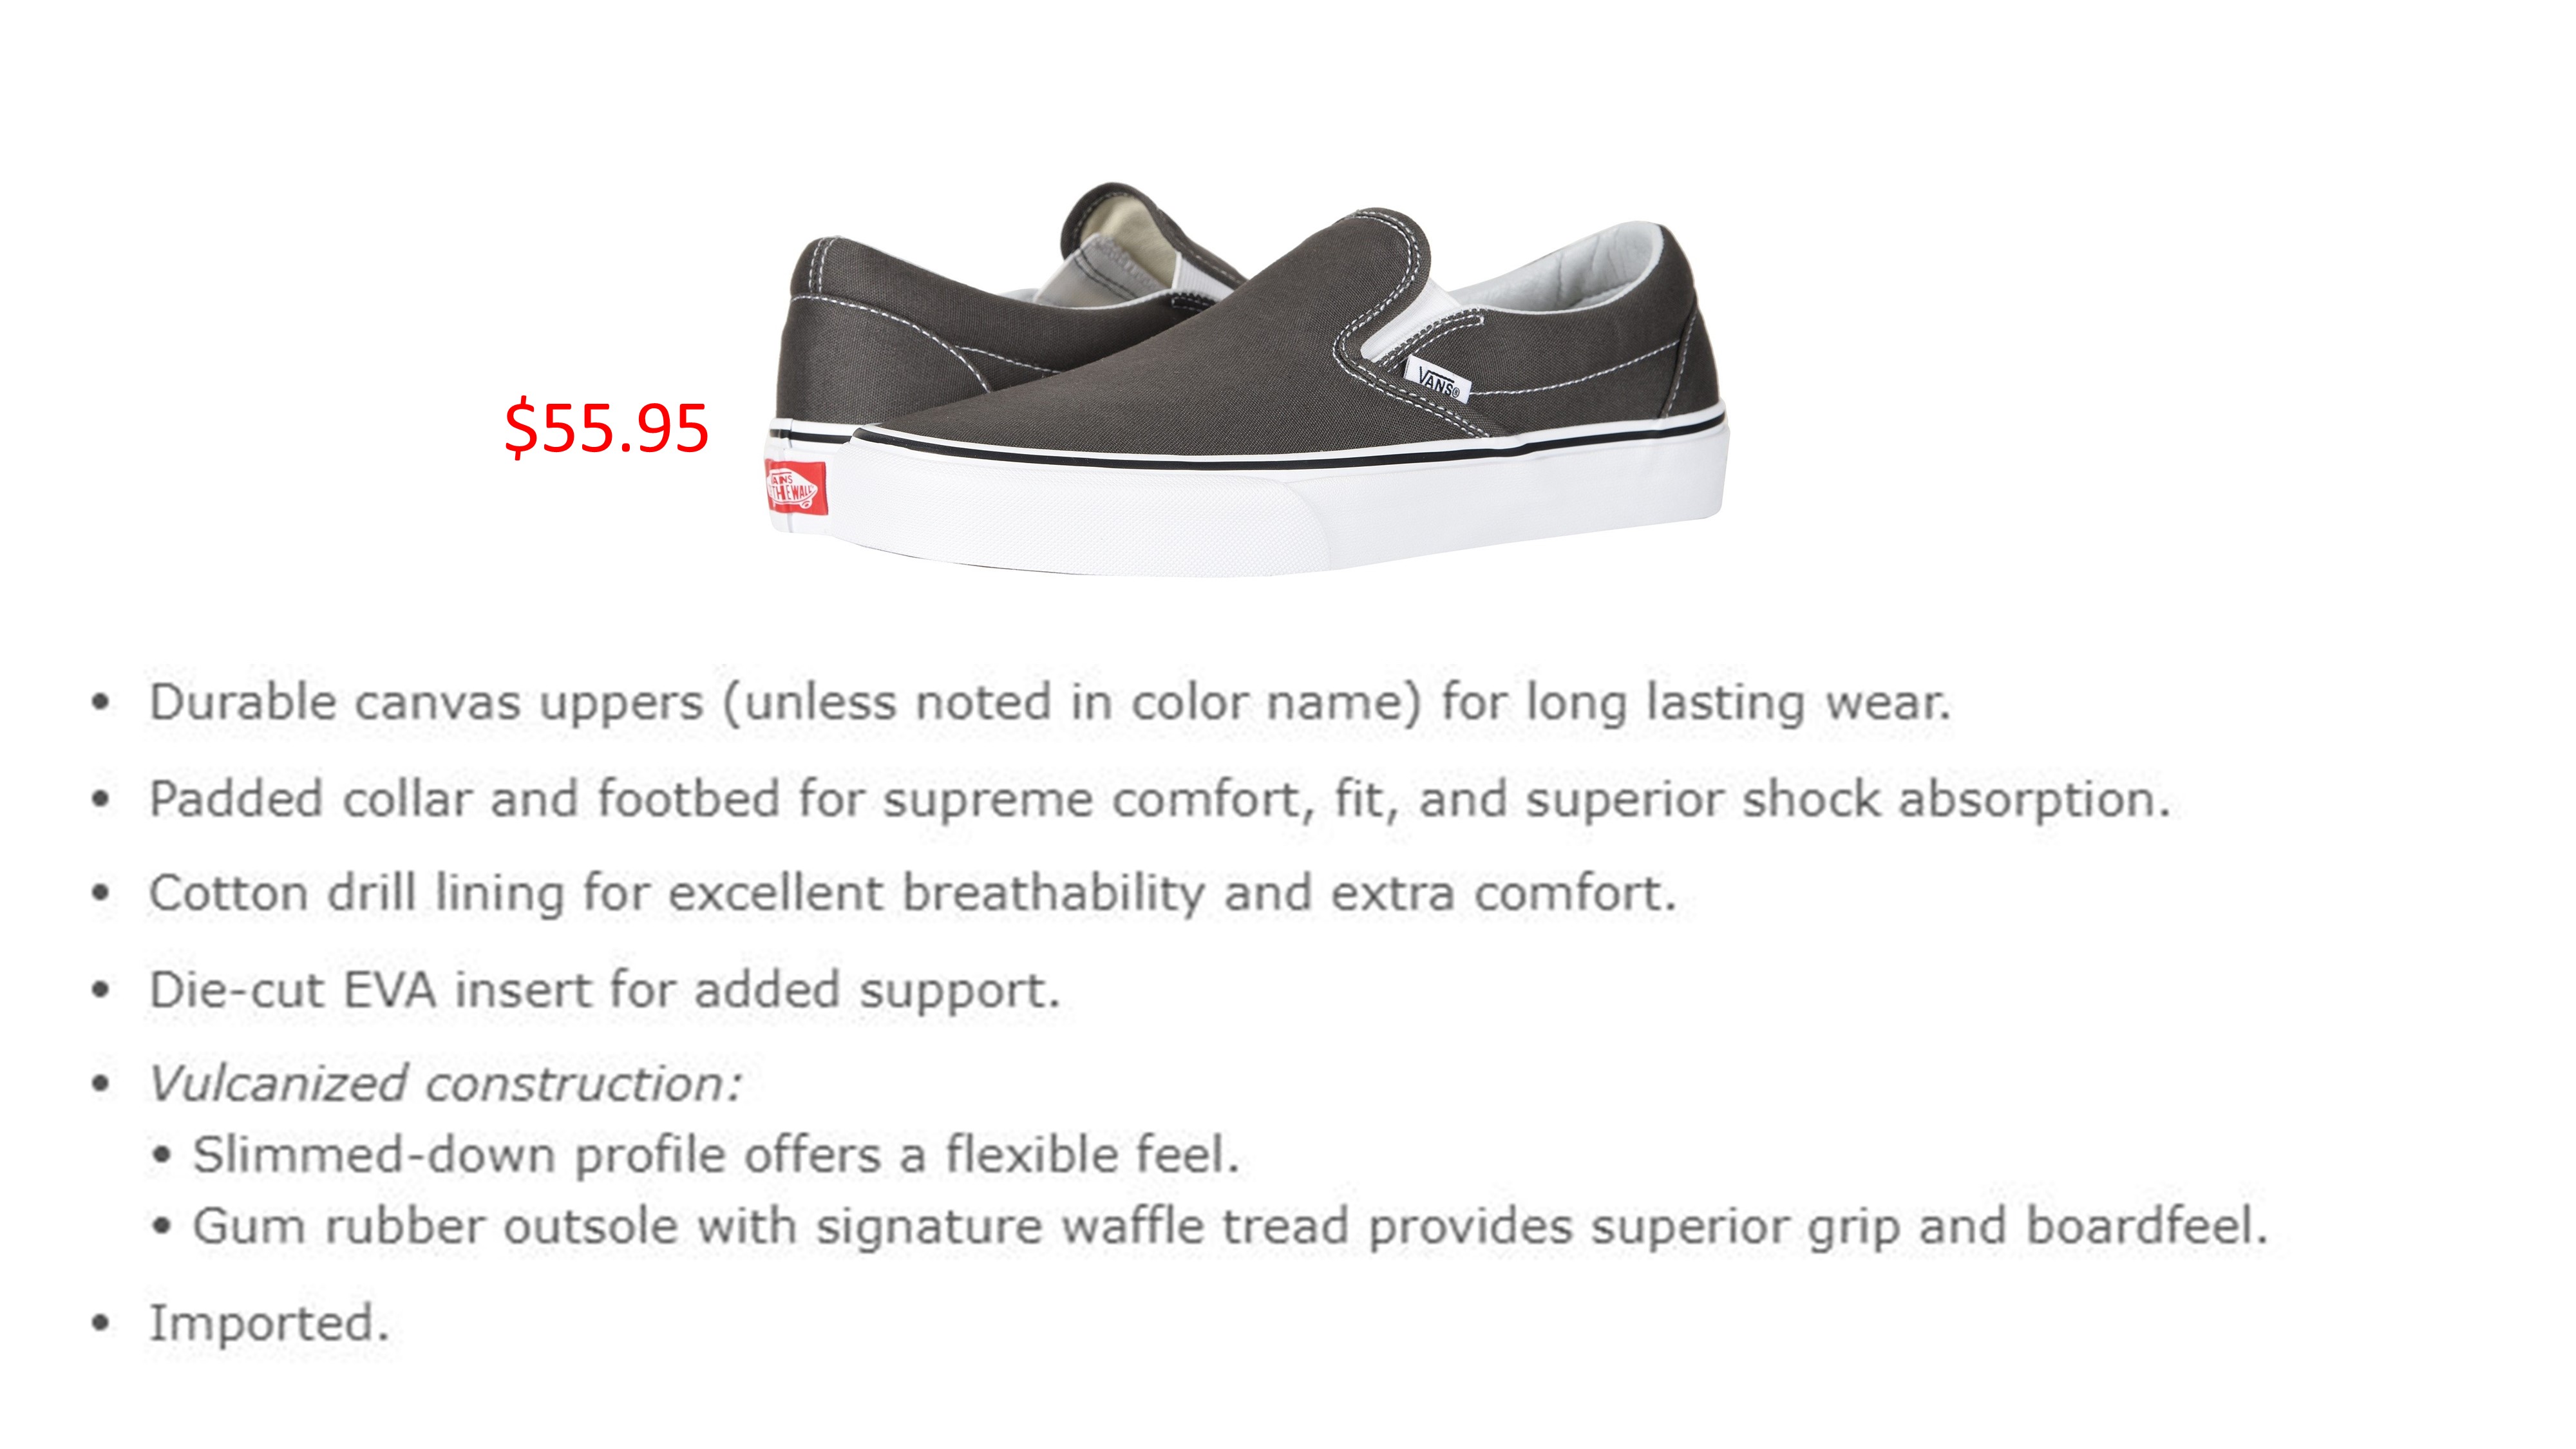 $55.95
VANS®
VANS
THE WALL
• Durable canvas uppers (unless noted in color name) for long lasting wear.
• Padded collar and footbed for supreme comfort, fit, and superior shock absorption.
• Cotton drill lining for excellent breathability and extra comfort.
• Die-cut EVA insert for added support.
• Vulcanized construction:
• Slimmed-down profile offers a flexible feel.
• Gum rubber outsole with signature waffle tread provides superior grip and boardfeel.
• Imported.